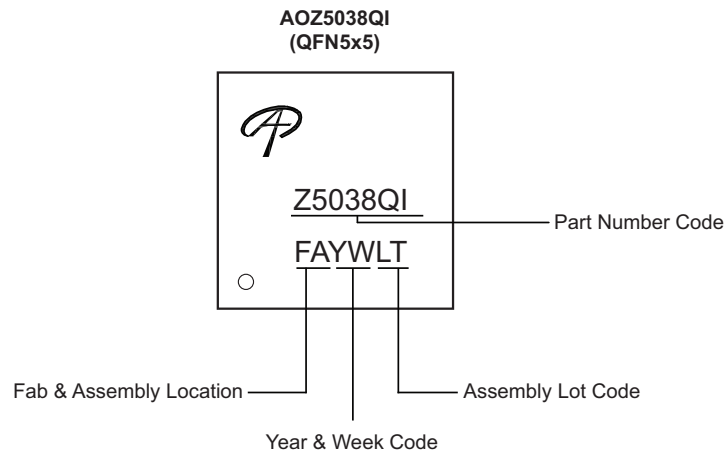 AOZ5038QI
(QFN5x5)
Z5038QI
Part Number Code
FAYWLT
Fab & Assembly Location
Assembly Lot Code
Year & Week Code